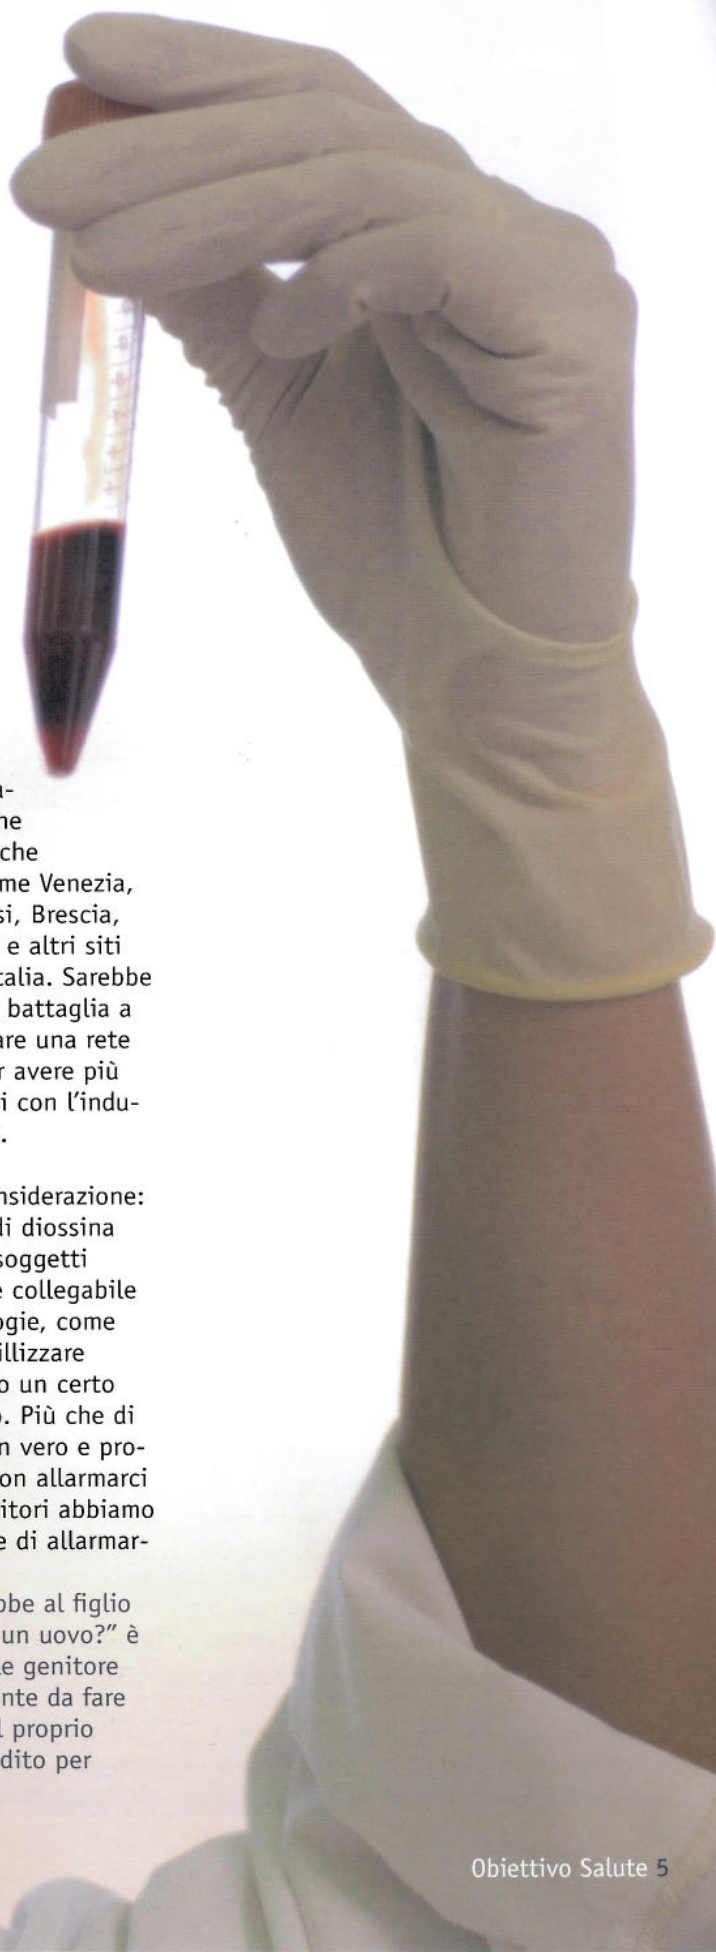 a-
ne
che
me Venezia,
si, Brescia,
e altri siti
talia. Sarebbe
battaglia a
are una rete
r avere più
i con l'indu-
.
nsiderazione:
di diossina
soggetti
e collegabile
ogie, come
illizzare
o un certo
o. Più che di
n vero e pro-
on allarmarci
itori abbiamo
e di allarmar-
bbe al figlio
un uovo?" è
le genitore
nte da fare
l proprio
dito per
Obiettivo Salute 5